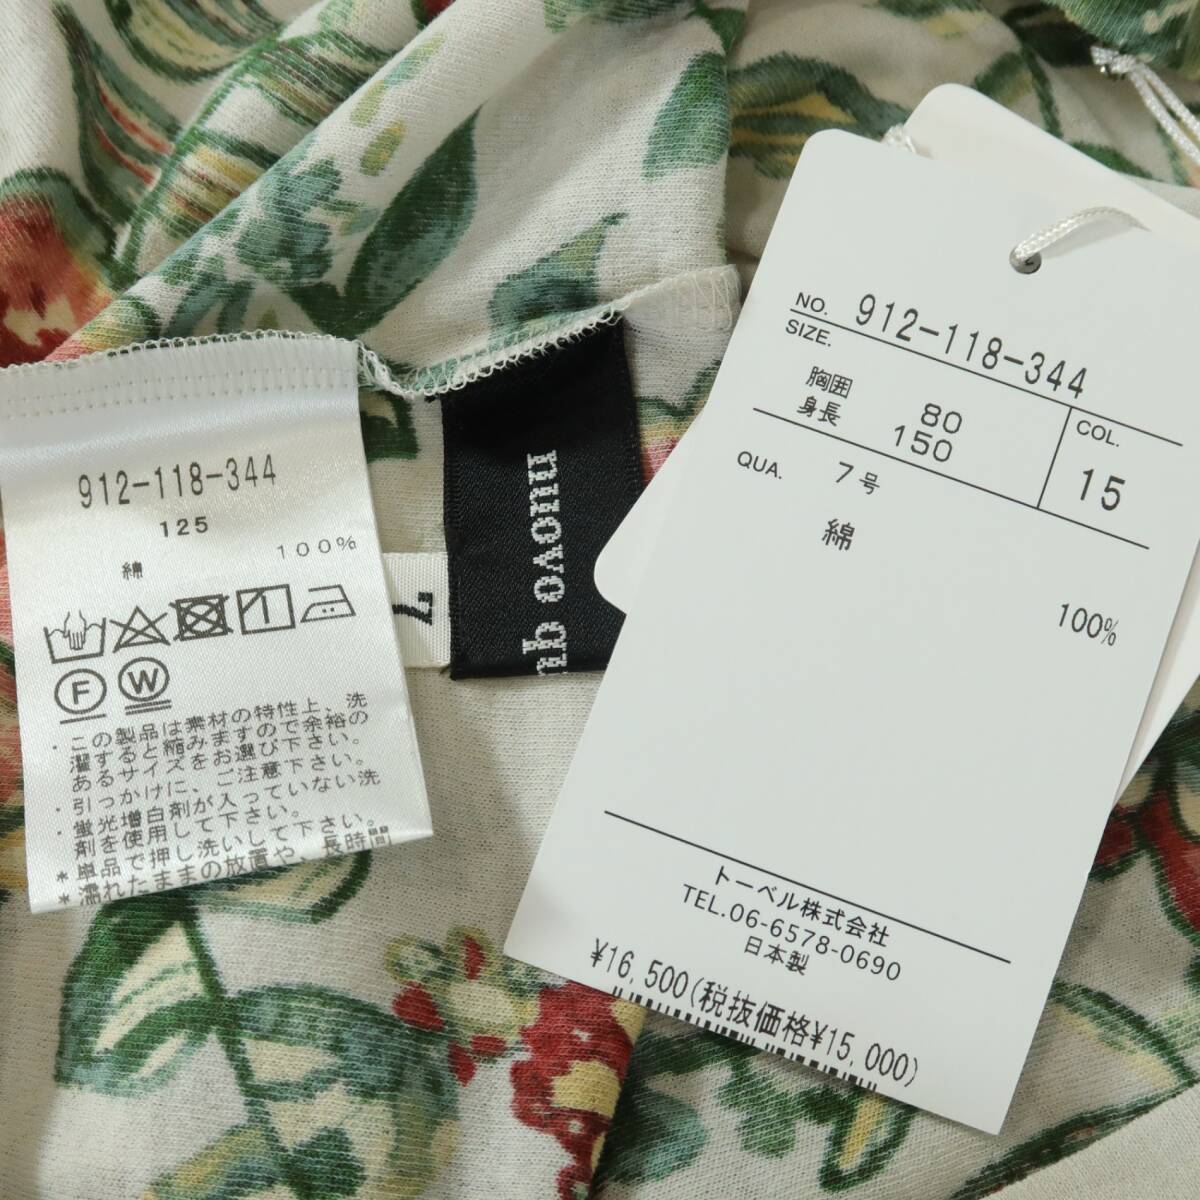 912-118-344
125
綿
100%
F W
・この製品は素材の特性上、洗
濯すると縮みますので余裕の
あるサイズをお選び下さい。
・引っかけに、ご注意下さい。
・蛍光増白剤が入っていない洗
剤を使用して下さい。
*単品で押し洗いして下さい。
*濡れたままの放置や、長時間
7
nuovo
NO. 912-118-344
SIZE.
胸囲 80
身長 150
7号
COL.
15
QUA.
綿
100%
トーベル株式会社
TEL.06-6578-0690
日本製
¥16,500(税抜価格¥15,000)